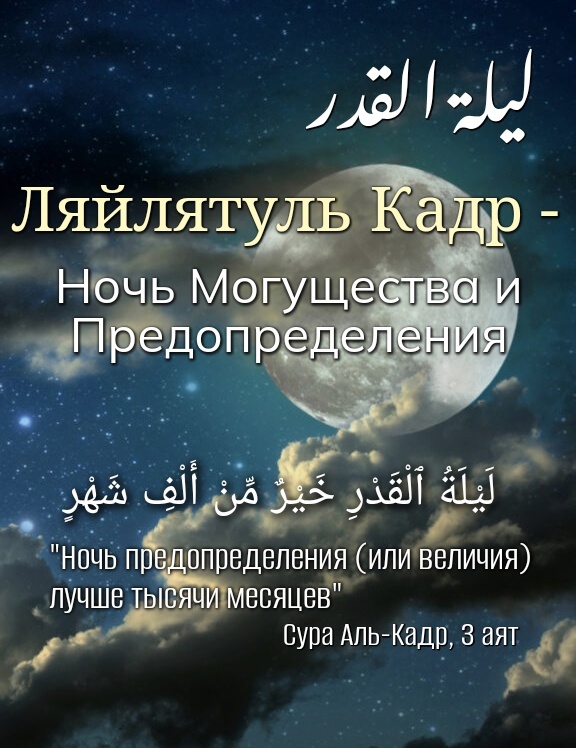 ليلة القدر
Ляйлятуль Кадр -
Ночь Могущества и
Предопределения
لَيْلَةُ ٱلْقَدْرِ خَيْرٌ مِّنْ أَلْفِ شَهْرٍ
"Ночь предопределения (или величия)
лучше тысячи месяцев"
Сура Аль-Кадр, 3 аят